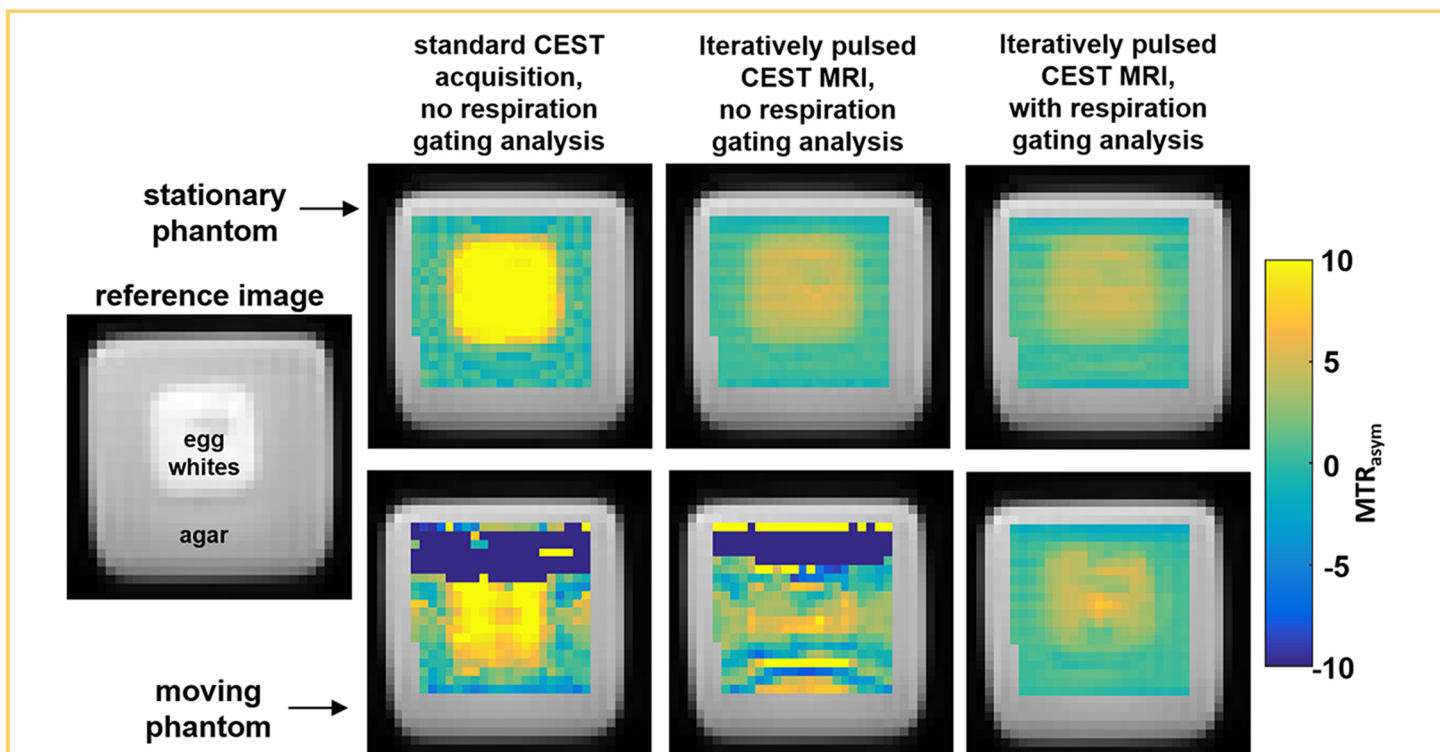 standard CEST
acquisition,
no respiration
gating analysis
Iteratively pulsed
CEST MRI,
no respiration
gating analysis
Iteratively pulsed
CEST MRI,
with respiration
gating analysis
stationary
phantom
reference image
egg
whites
agar
moving
phantom
10
5
0
-5
-10
MTRasym